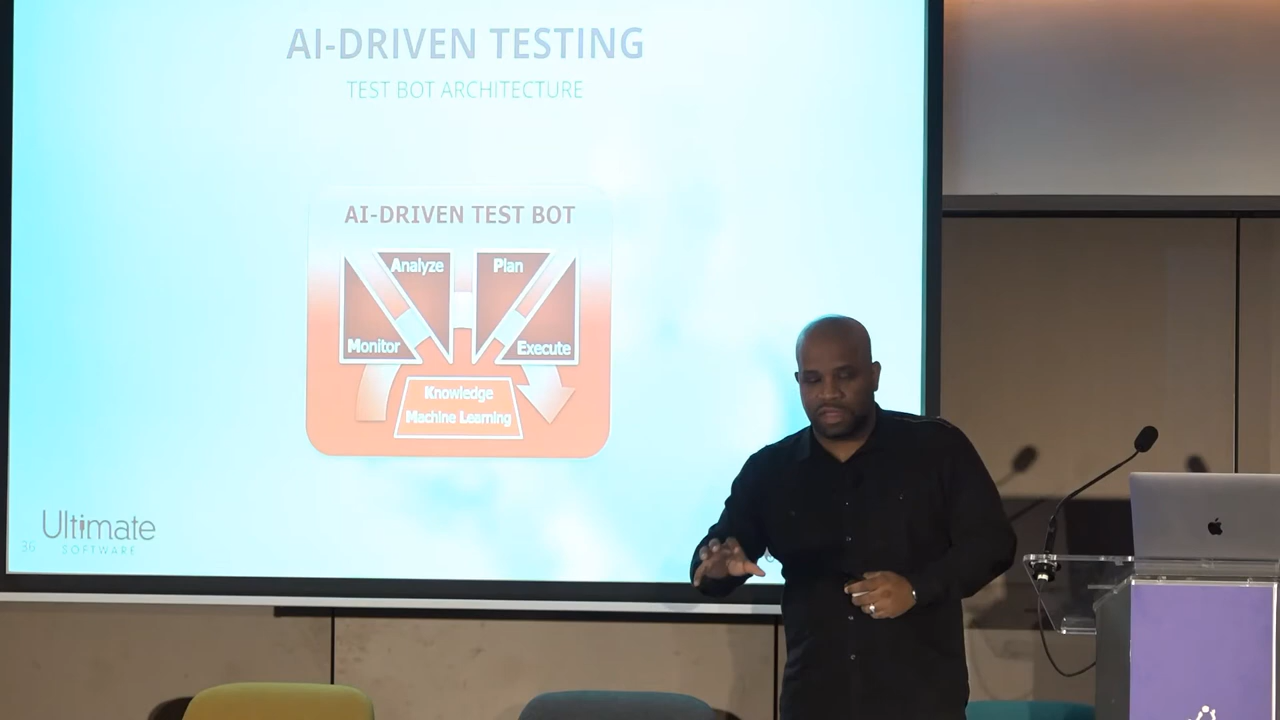 AI-DRIVEN TESTING
TEST BOT ARCHITECTURE
AI-DRIVEN TEST BOT
Analyze
Plan
Monitor
Execute
Knowledge
Machine Learning
Ultimate
SOFTWARE
36